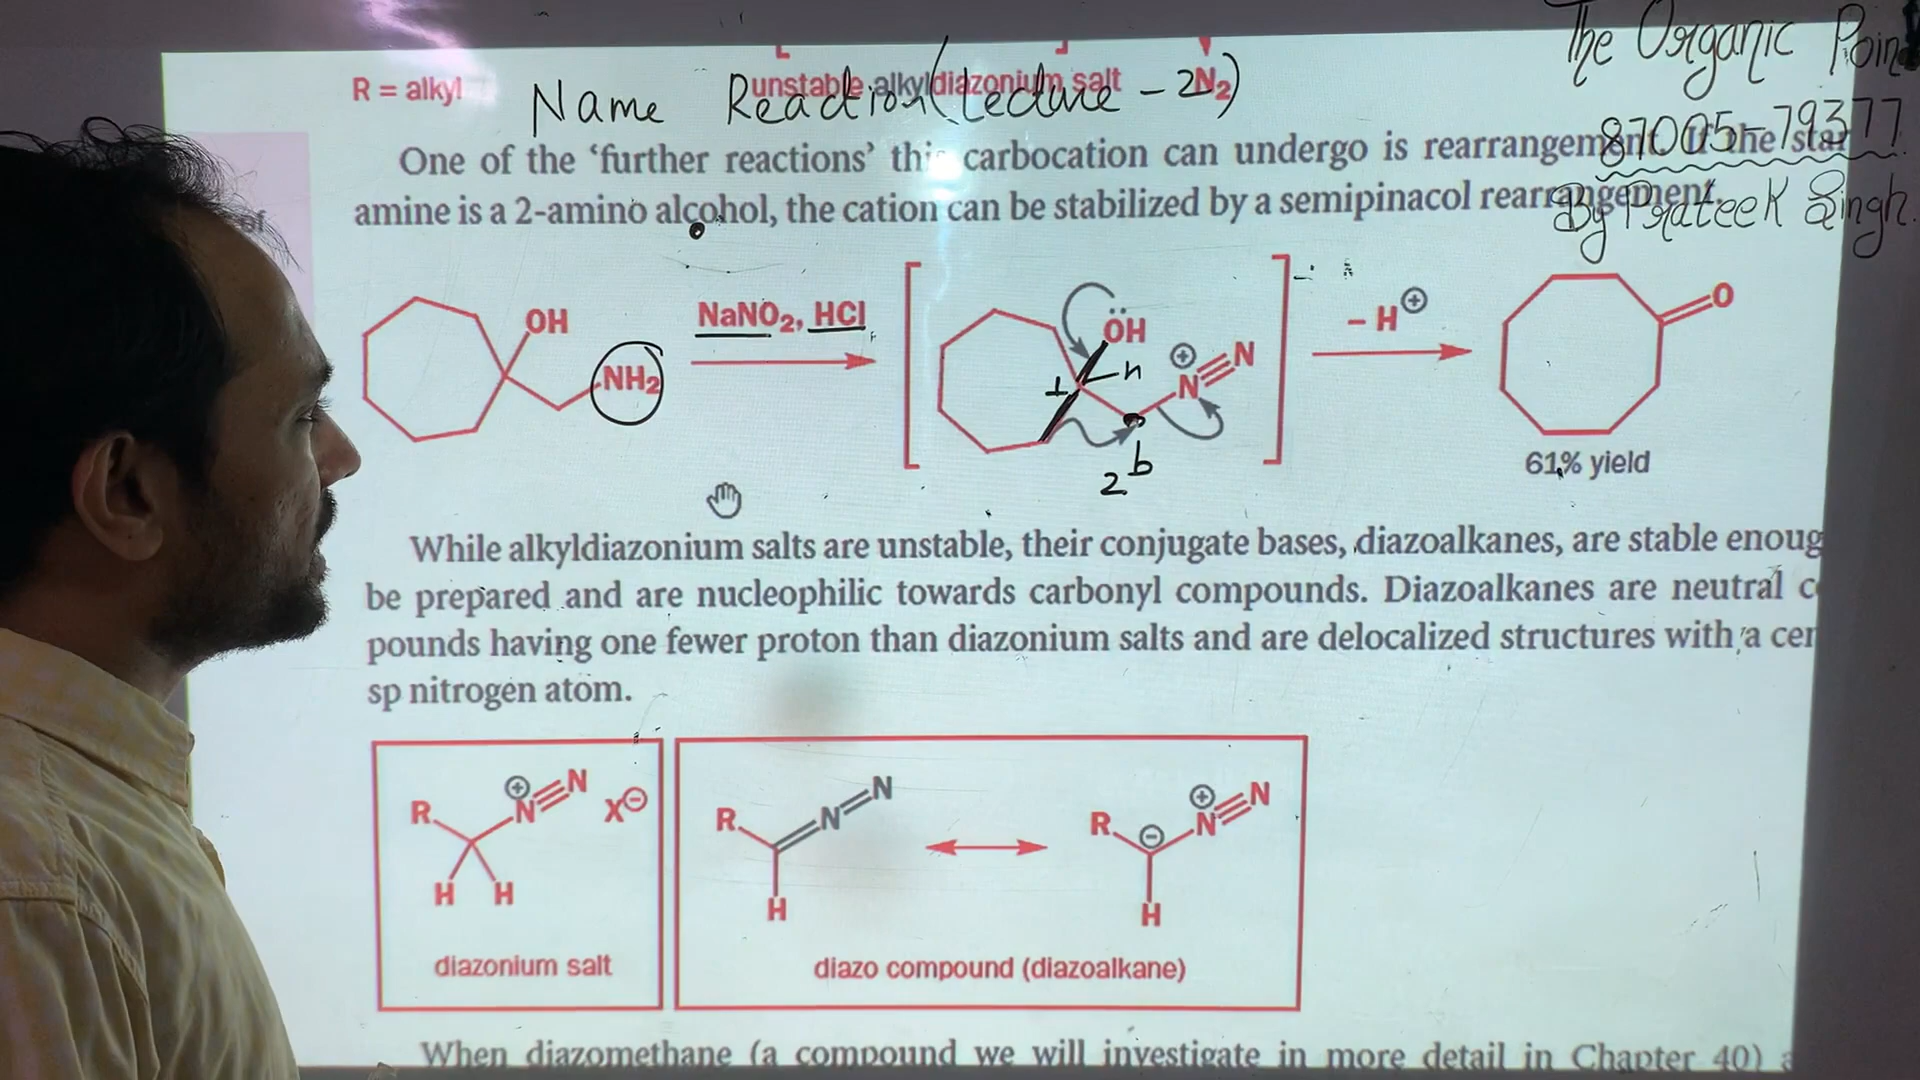 The Organic Poin
R = alkyl
unstable alkyldiazonium salt
N2
Name Reaction (Lecture - 2)
87005-79377
One of the ‘further reactions’ this carbocation can undergo is rearrangement. If the star
amine is a 2-amino alcohol, the cation can be stabilized by a semipinacol rearrangement.
By Prateek Singh.
of
OH
NH2
NaNO2, HCl
ÖH
⊕
N≡N
1
h
b
2
– H⊕
O
61% yield
While alkyldiazonium salts are unstable, their conjugate bases, diazoalkanes, are stable enoug
be prepared and are nucleophilic towards carbonyl compounds. Diazoalkanes are neutral c
pounds having one fewer proton than diazonium salts and are delocalized structures with a cen
sp nitrogen atom.
R
⊕
N≡N
X⊖
H H
diazonium salt
R
N=N
H
R
⊖
⊕
N≡N
H
diazo compound (diazoalkane)
When diazomethane (a compound we will investigate in more detail in Chapter 40) a